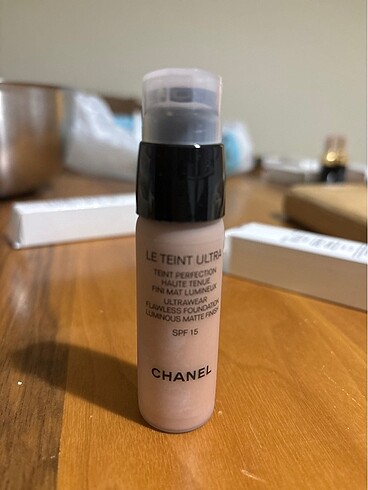 LE TEINT ULTRA
TEINT PERFECTION
HAUTE TENUE
FINI MAT LUMINEUX
ULTRAWEAR
FLAWLESS FOUNDATION
LUMINOUS MATTE FINISH
SPF 15
CHANEL